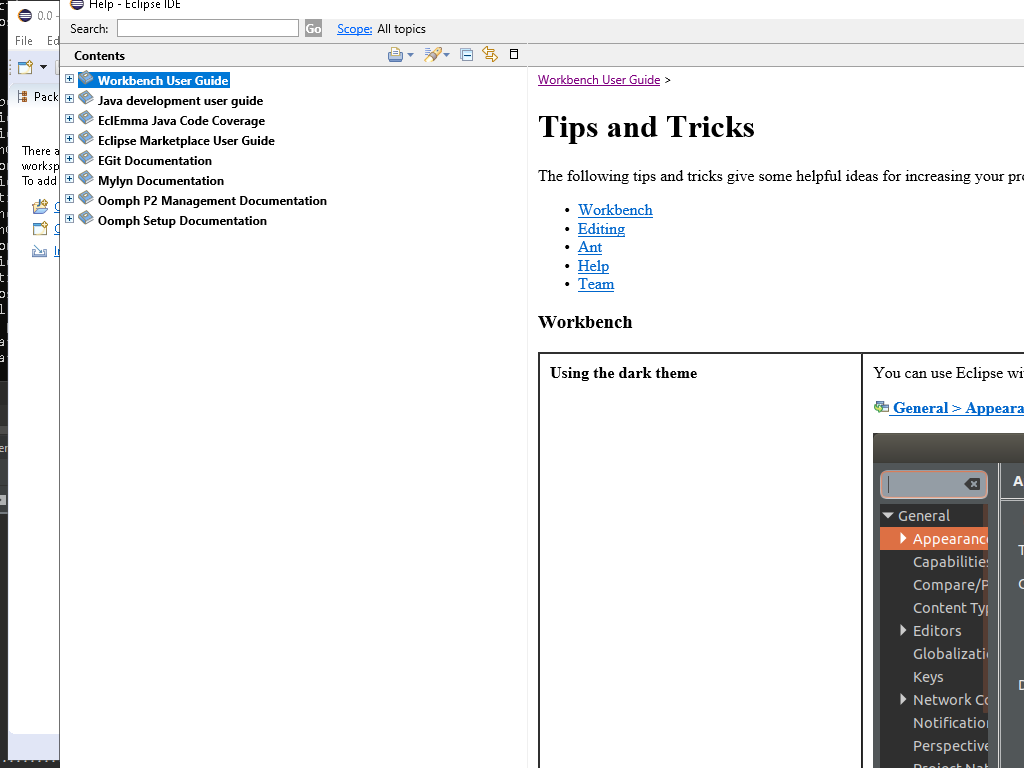 Help - Eclipse IDE
0.0 -
File Ed
Search: Go Scope: All topics
Contents
Workbench User Guide
Java development user guide
EclEmma Java Code Coverage
Eclipse Marketplace User Guide
EGit Documentation
Mylyn Documentation
Oomph P2 Management Documentation
Oomph Setup Documentation
Pack
There a
worksp
To add
Workbench User Guide >
Tips and Tricks
The following tips and tricks give some helpful ideas for increasing your pro
• Workbench
• Editing
• Ant
• Help
• Team
Workbench
Using the dark theme
You can use Eclipse wi
General > Appeara
General
Appearance
Capabilities
Compare/P
Content Typ
Editors
Globalizati
Keys
Network Co
Notification
Perspective
Project Nat